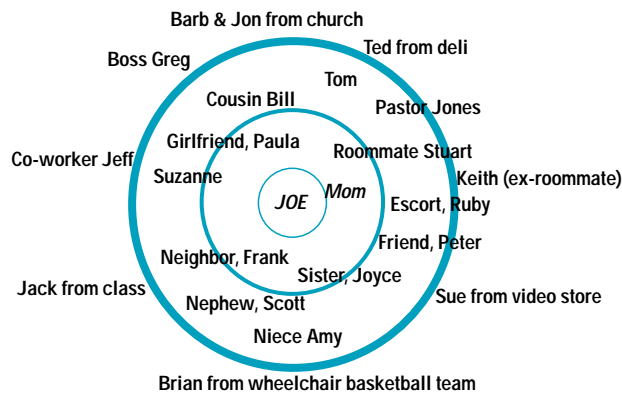 Barb & Jon from church
Ted from deli
Boss Greg
Tom
Cousin Bill
Pastor Jones
Girlfriend, Paula
Roommate Stuart
Co-worker Jeff
Suzanne
Keith (ex-roommate)
Mom
JOE
Escort, Ruby
Friend, Peter
Neighbor, Frank
Sister, Joyce
Jack from class
Nephew, Scott
Sue from video store
Niece Amy
Brian from wheelchair basketball team